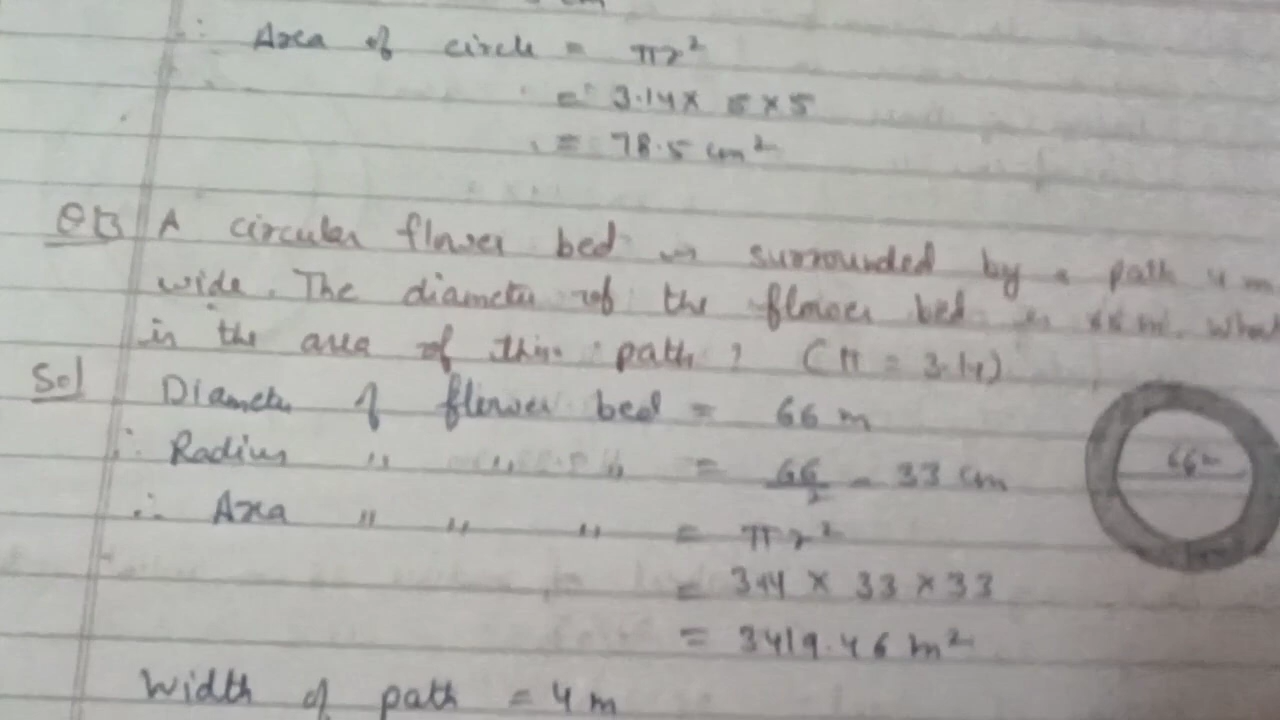 ∴ Area of circle = πr²
= 3.14 × 5 × 5
= 78.5 cm²
Q13 A circular flower bed is surrounded by a path 4 m
wide. The diameter of the flower bed is 66 m. What
is the area of this path? (π = 3.14)
Sol Diameter of flower bed = 66 m
∴ Radius " " " = 66/2 = 33 cm
66m
∴ Area " " " = πr²
= 3.14 × 33 × 33
= 3419.46 m²
Width of path = 4 m